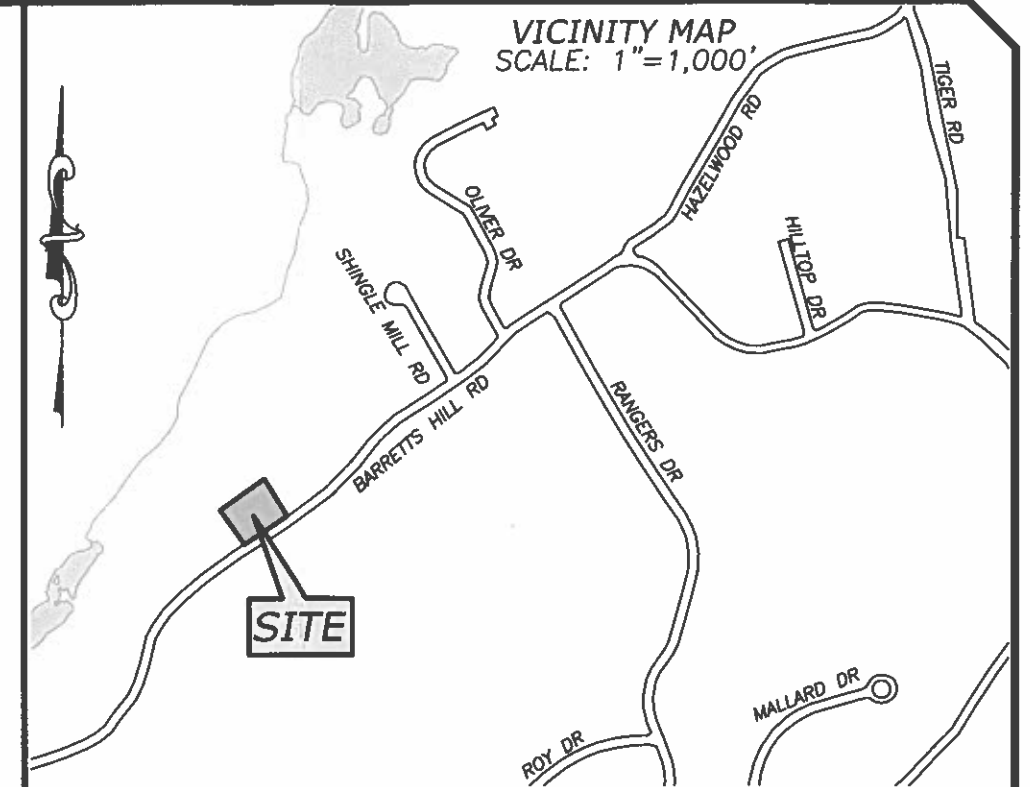 VICINITY MAP
SCALE: 1"=1,000'
TIGER RD
HAZELWOOD RD
OLIVER DR
HILLTOP DR
SHINGLE MILL RD
BARRETTS HILL RD
RANGERS DR
SITE
MALLARD DR
ROY DR